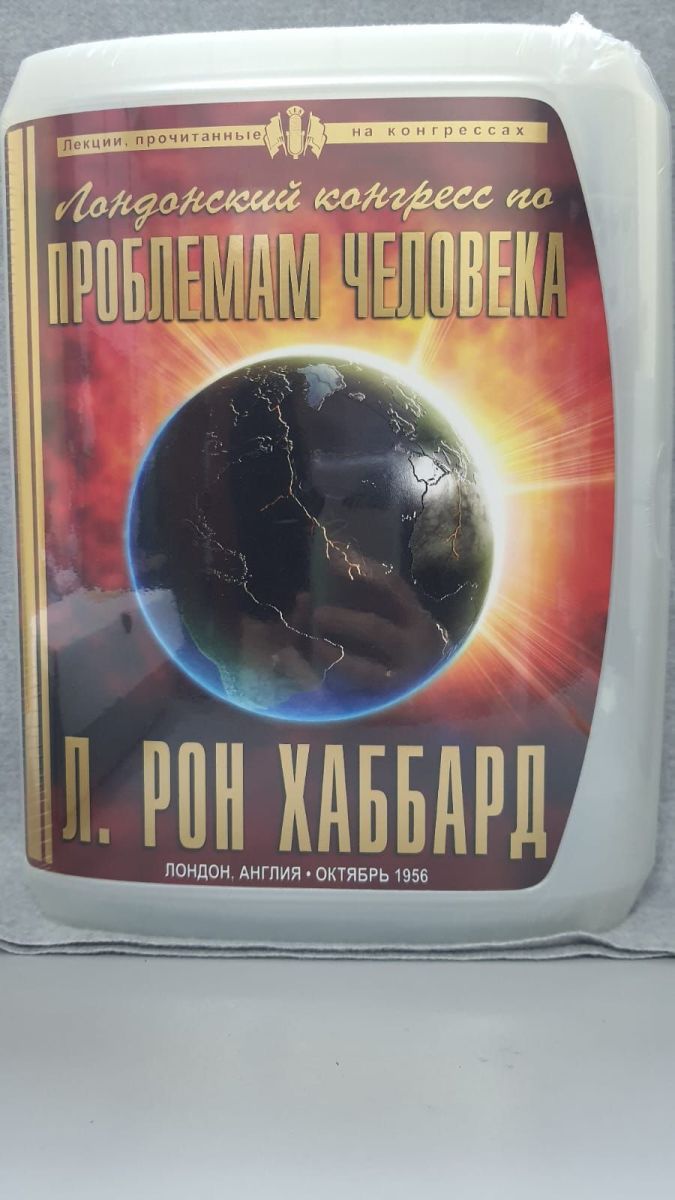 Лекции, прочитанные на конгрессах
Лондонский конгресс по
ПРОБЛЕМАМ ЧЕЛОВЕКА
Л. РОН ХАББАРД
ЛОНДОН, АНГЛИЯ • ОКТЯБРЬ 1956